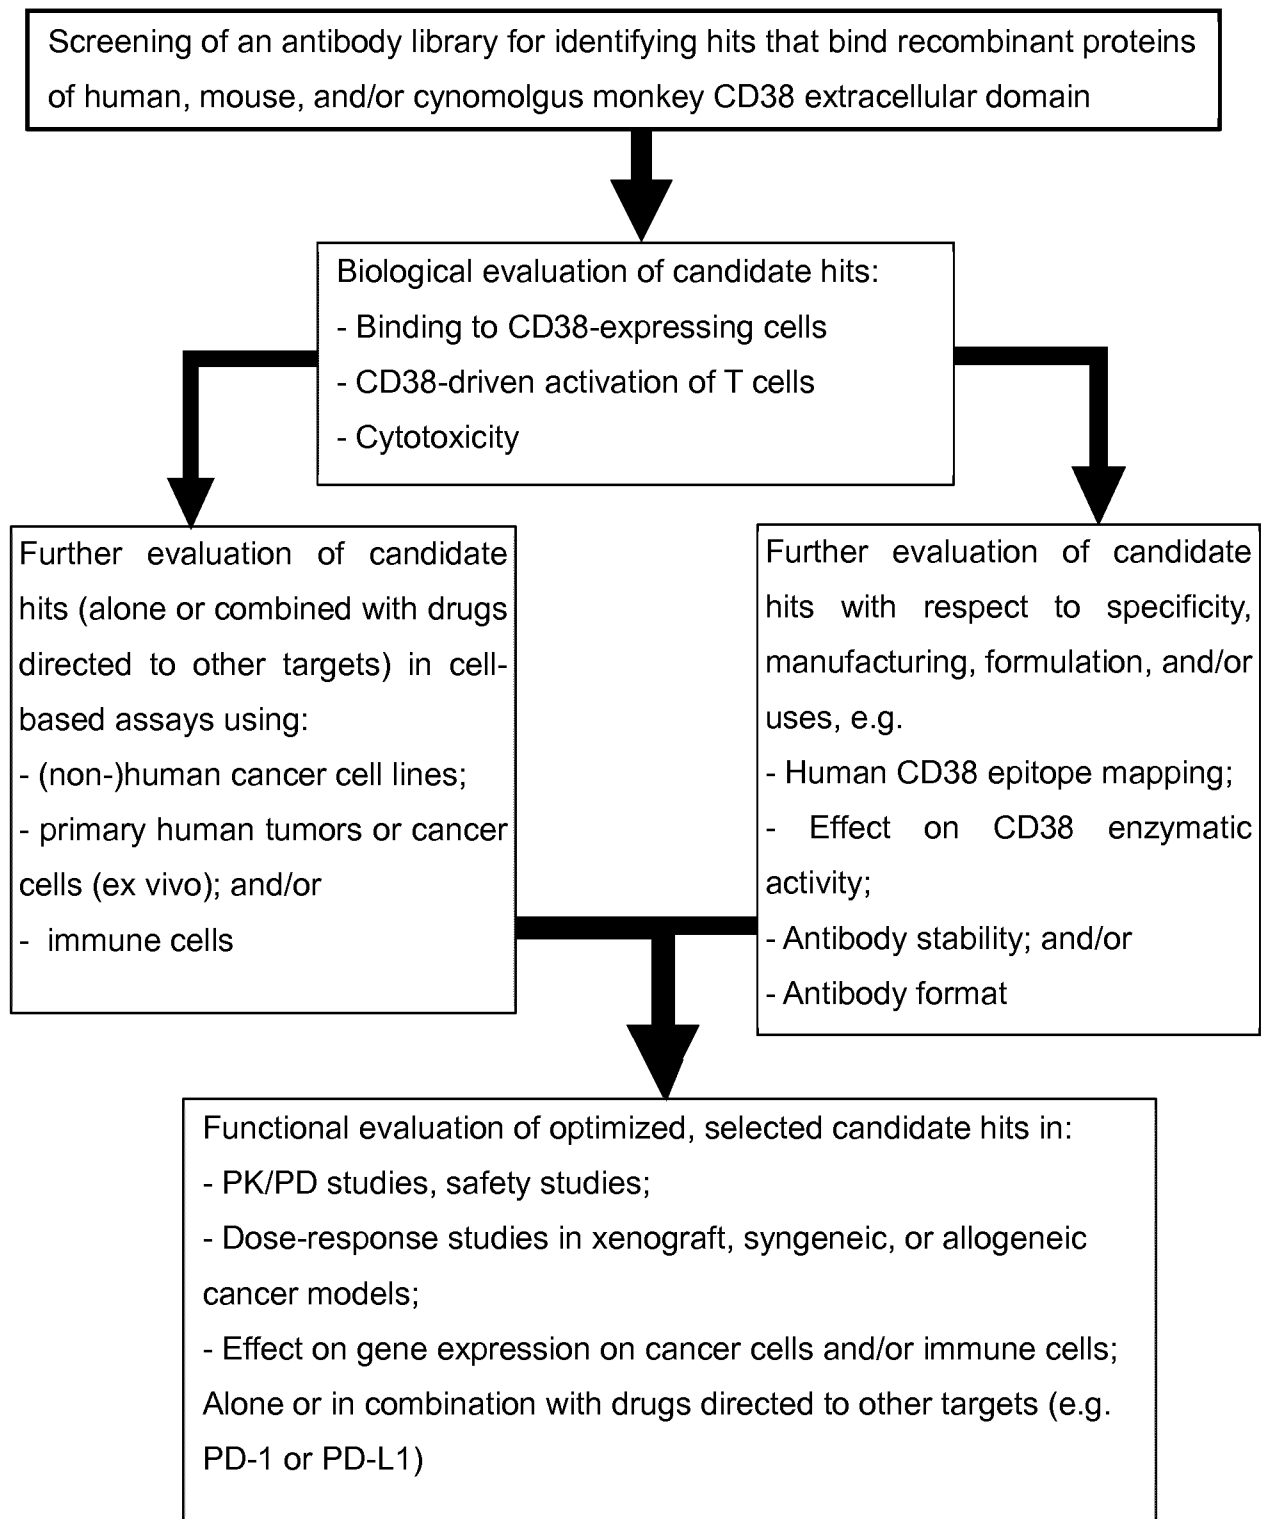 Screening of an antibody library for identifying hits that bind recombinant proteins
of human, mouse, and/or cynomolgus monkey CD38 extracellular domain
Biological evaluation of candidate hits:
- Binding to CD38-expressing cells
- CD38-driven activation of T cells
- Cytotoxicity
Further evaluation of candidate
hits (alone or combined with drugs
directed to other targets) in cell-
based assays using:
- (non-)human cancer cell lines;
- primary human tumors or cancer
cells (ex vivo); and/or
- immune cells
Further evaluation of candidate
hits with respect to specificity,
manufacturing, formulation, and/or
uses, e.g.
- Human CD38 epitope mapping;
- Effect on CD38 enzymatic
activity;
- Antibody stability; and/or
- Antibody format
Functional evaluation of optimized, selected candidate hits in:
- PK/PD studies, safety studies;
- Dose-response studies in xenograft, syngeneic, or allogeneic
cancer models;
- Effect on gene expression on cancer cells and/or immune cells;
Alone or in combination with drugs directed to other targets (e.g.
PD-1 or PD-L1)